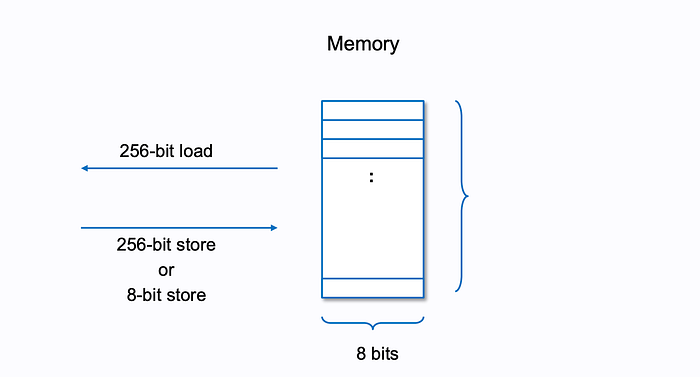 Memory
256-bit load
:
256-bit store
or
8-bit store
8 bits